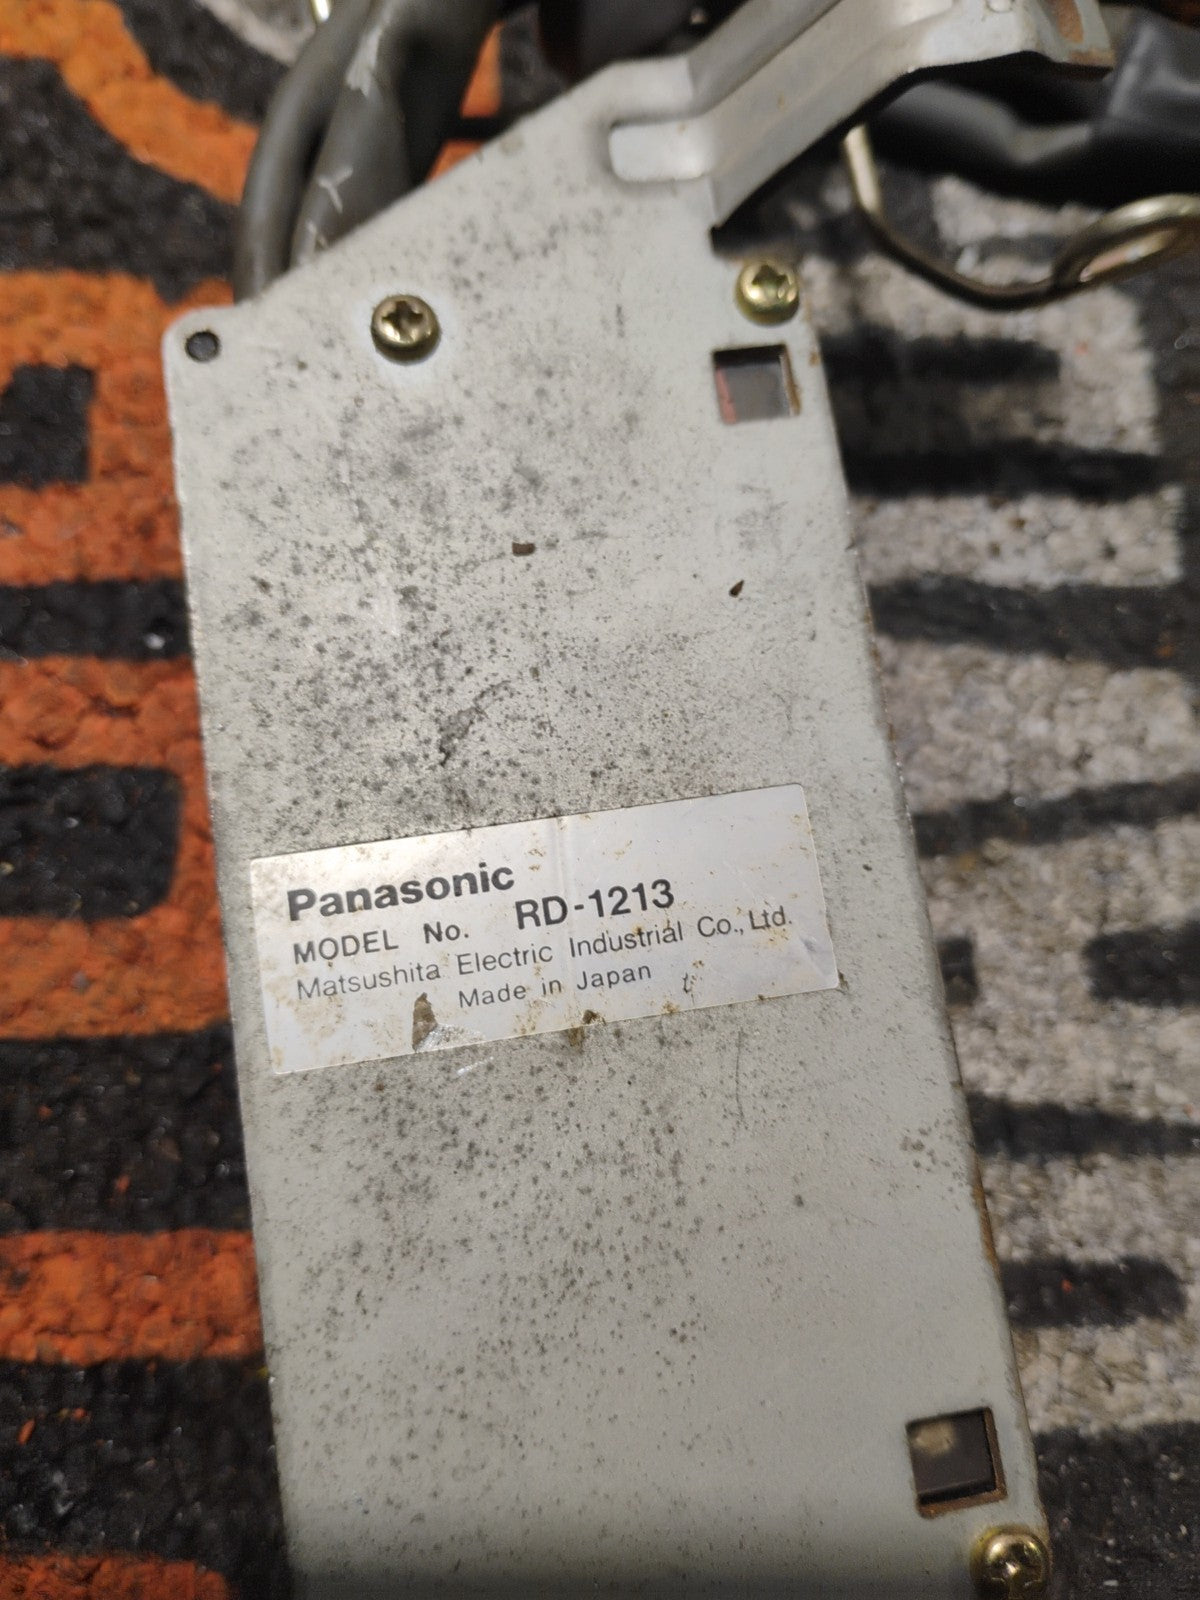 Panasonic
MODEL No. RD-1213
Matsushita Electric Industrial Co., Ltd.
Made in Japan